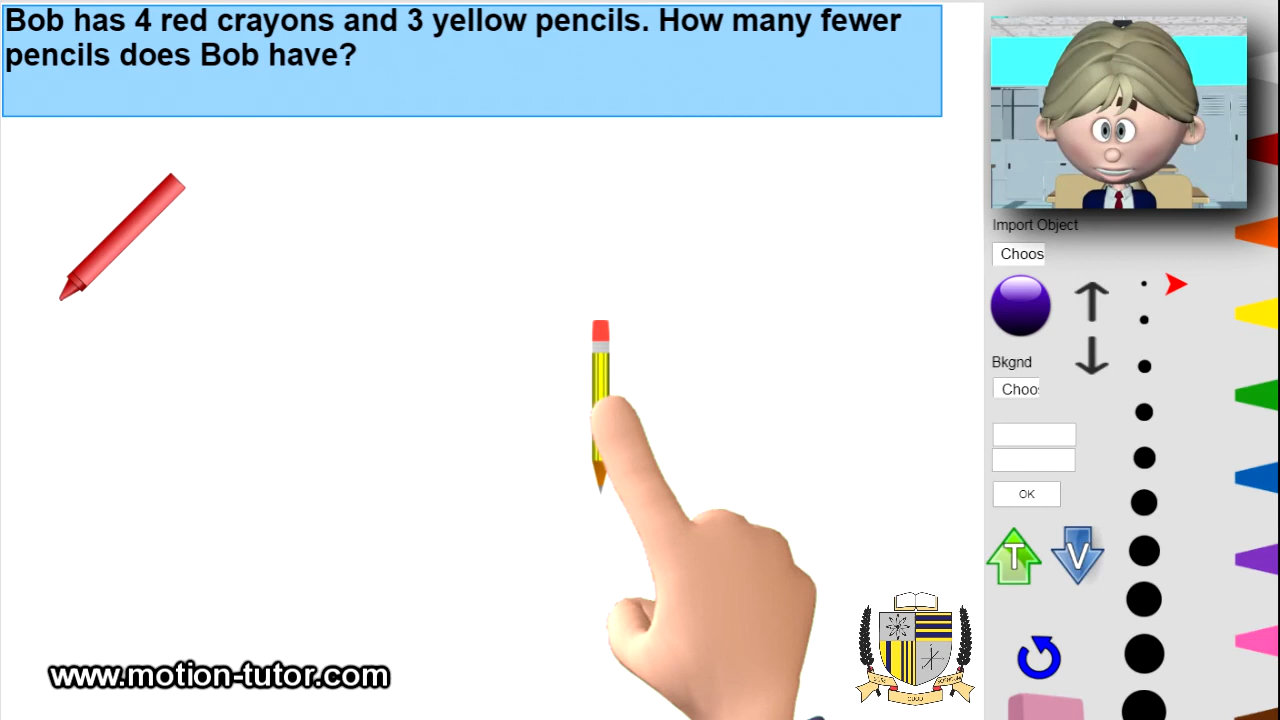 Bob has 4 red crayons and 3 yellow pencils. How many fewer
pencils does Bob have?
Import Object
Choos
Bkgnd
Choo
OK
T
V
www.motion-tutor.com